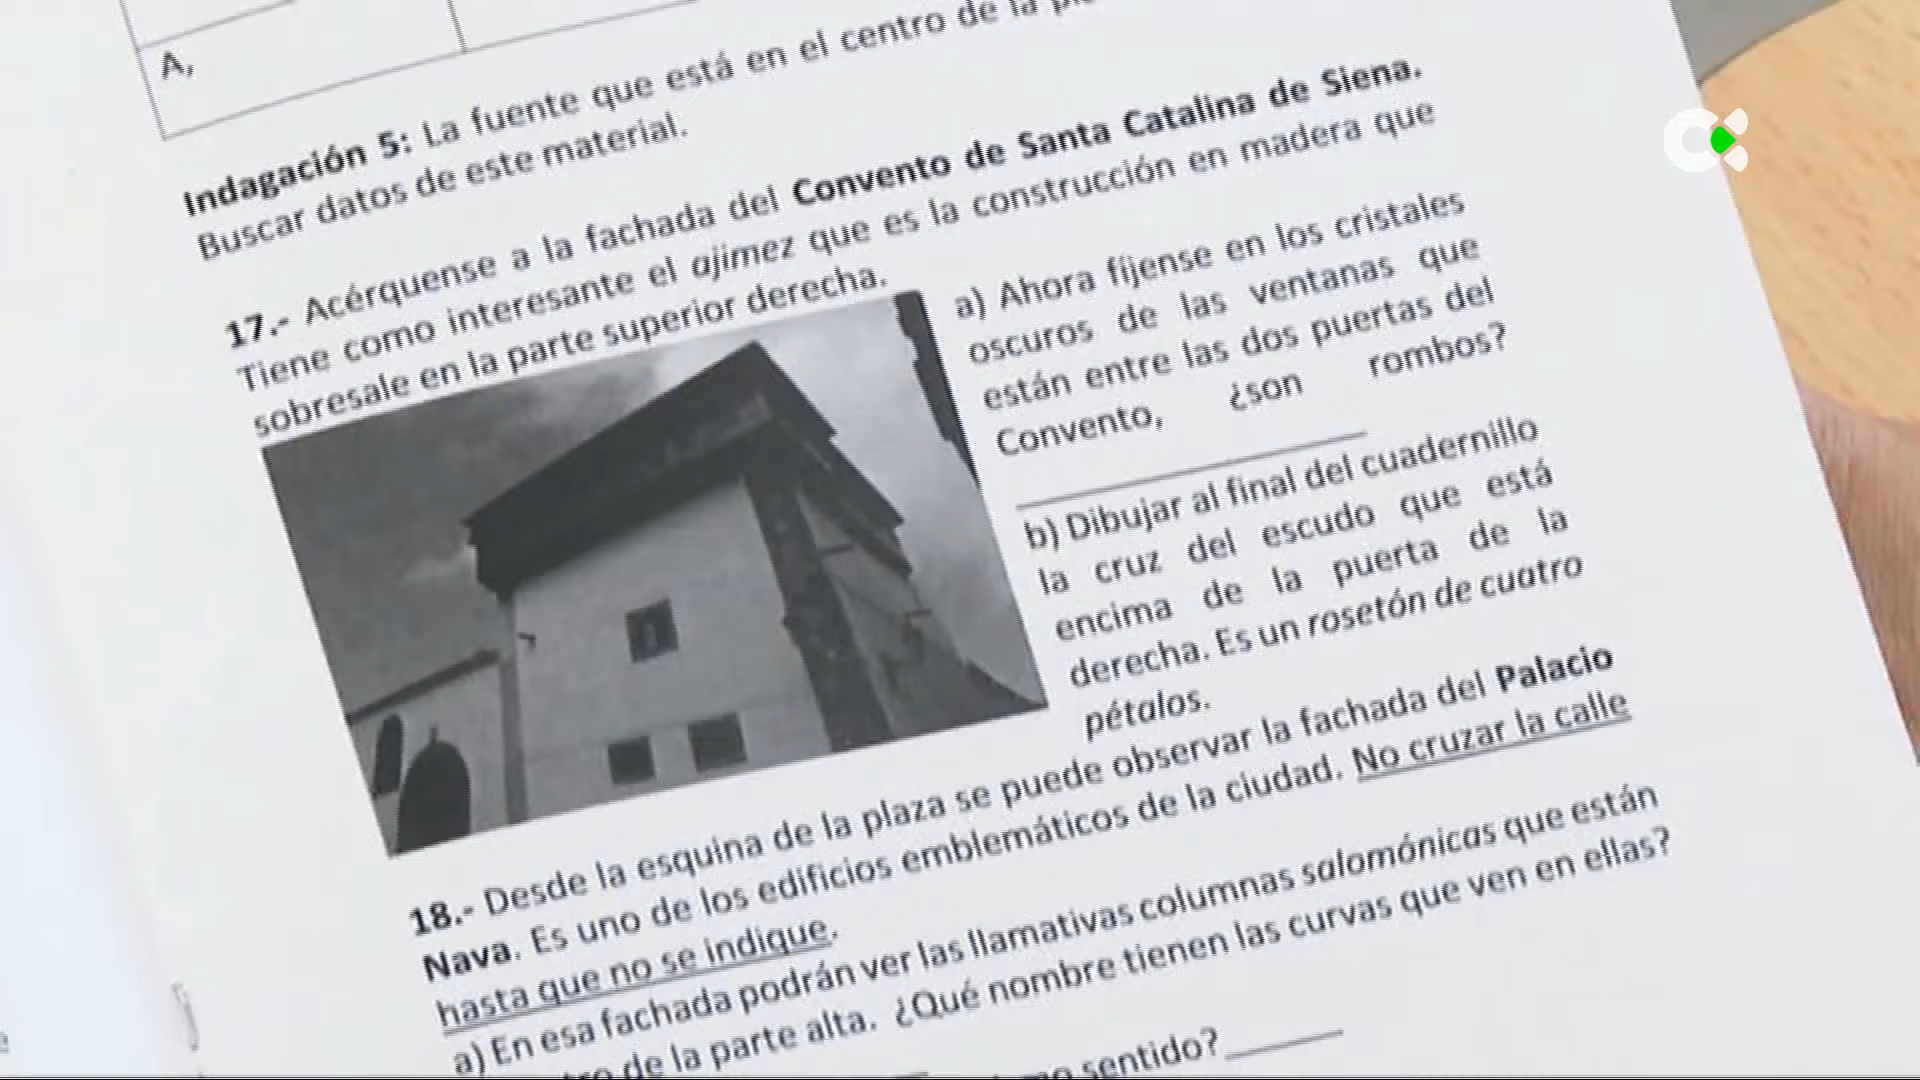 A,
Indagación 5: La fuente que está en el centro de la
Buscar datos de este material.
17.- Acérquense a la fachada del Convento de Santa Catalina de Siena.
Tiene como interesante el ajimez que es la construcción en madera que
sobresale en la parte superior derecha.
a) Ahora fíjense en los cristales
oscuros de las ventanas que
están entre las dos puertas del
Convento, ¿son rombos?
b) Dibujar al final del cuadernillo
la cruz del escudo que está
encima de la puerta de la
derecha. Es un rosetón de cuatro
pétalos.
18.- Desde la esquina de la plaza se puede observar la fachada del Palacio
Nava. Es uno de los edificios emblemáticos de la ciudad. No cruzar la calle
hasta que no se indique.
a) En esa fachada podrán ver las llamativas columnas salomónicas que están
de la parte alta. ¿Qué nombre tienen las curvas que ven en ellas?
sentido?